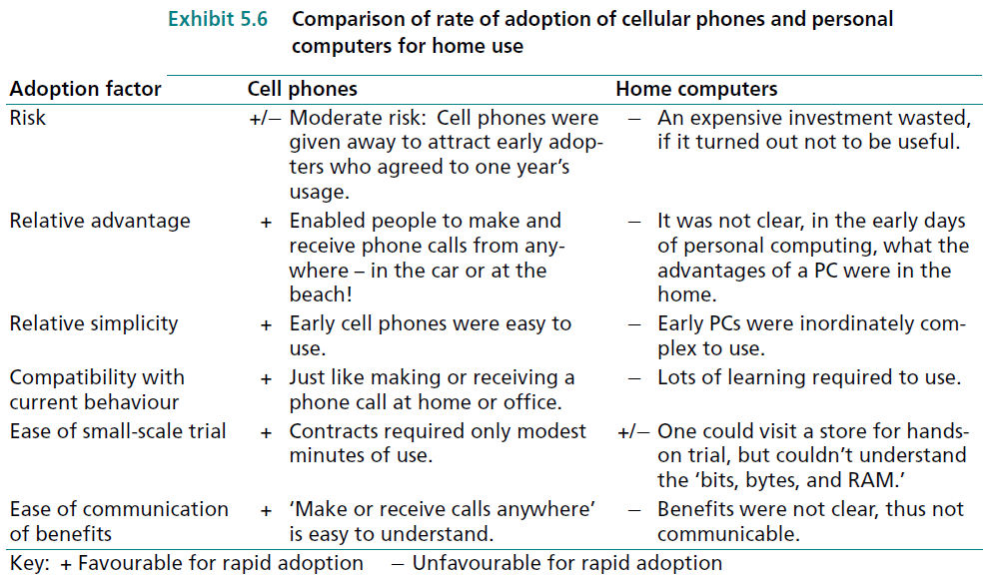 Exhibit 5.6 Comparison of rate of adoption of cellular phones and personal
computers for home use
Adoption factor Cell phones Home computers
Risk +/– Moderate risk: Cell phones were – An expensive investment wasted,
given away to attract early adop- if it turned out not to be useful.
ters who agreed to one year’s
usage.
Relative advantage + Enabled people to make and – It was not clear, in the early days
receive phone calls from any- of personal computing, what the
where – in the car or at the advantages of a PC were in the
beach! home.
Relative simplicity + Early cell phones were easy to – Early PCs were inordinately com-
use. plex to use.
Compatibility with + Just like making or receiving a – Lots of learning required to use.
current behaviour phone call at home or office.
Ease of small-scale trial + Contracts required only modest +/– One could visit a store for hands-
minutes of use. on trial, but couldn’t understand
the ‘bits, bytes, and RAM.’
Ease of communication + ‘Make or receive calls anywhere’ – Benefits were not clear, thus not
of benefits is easy to understand. communicable.
Key: + Favourable for rapid adoption – Unfavourable for rapid adoption